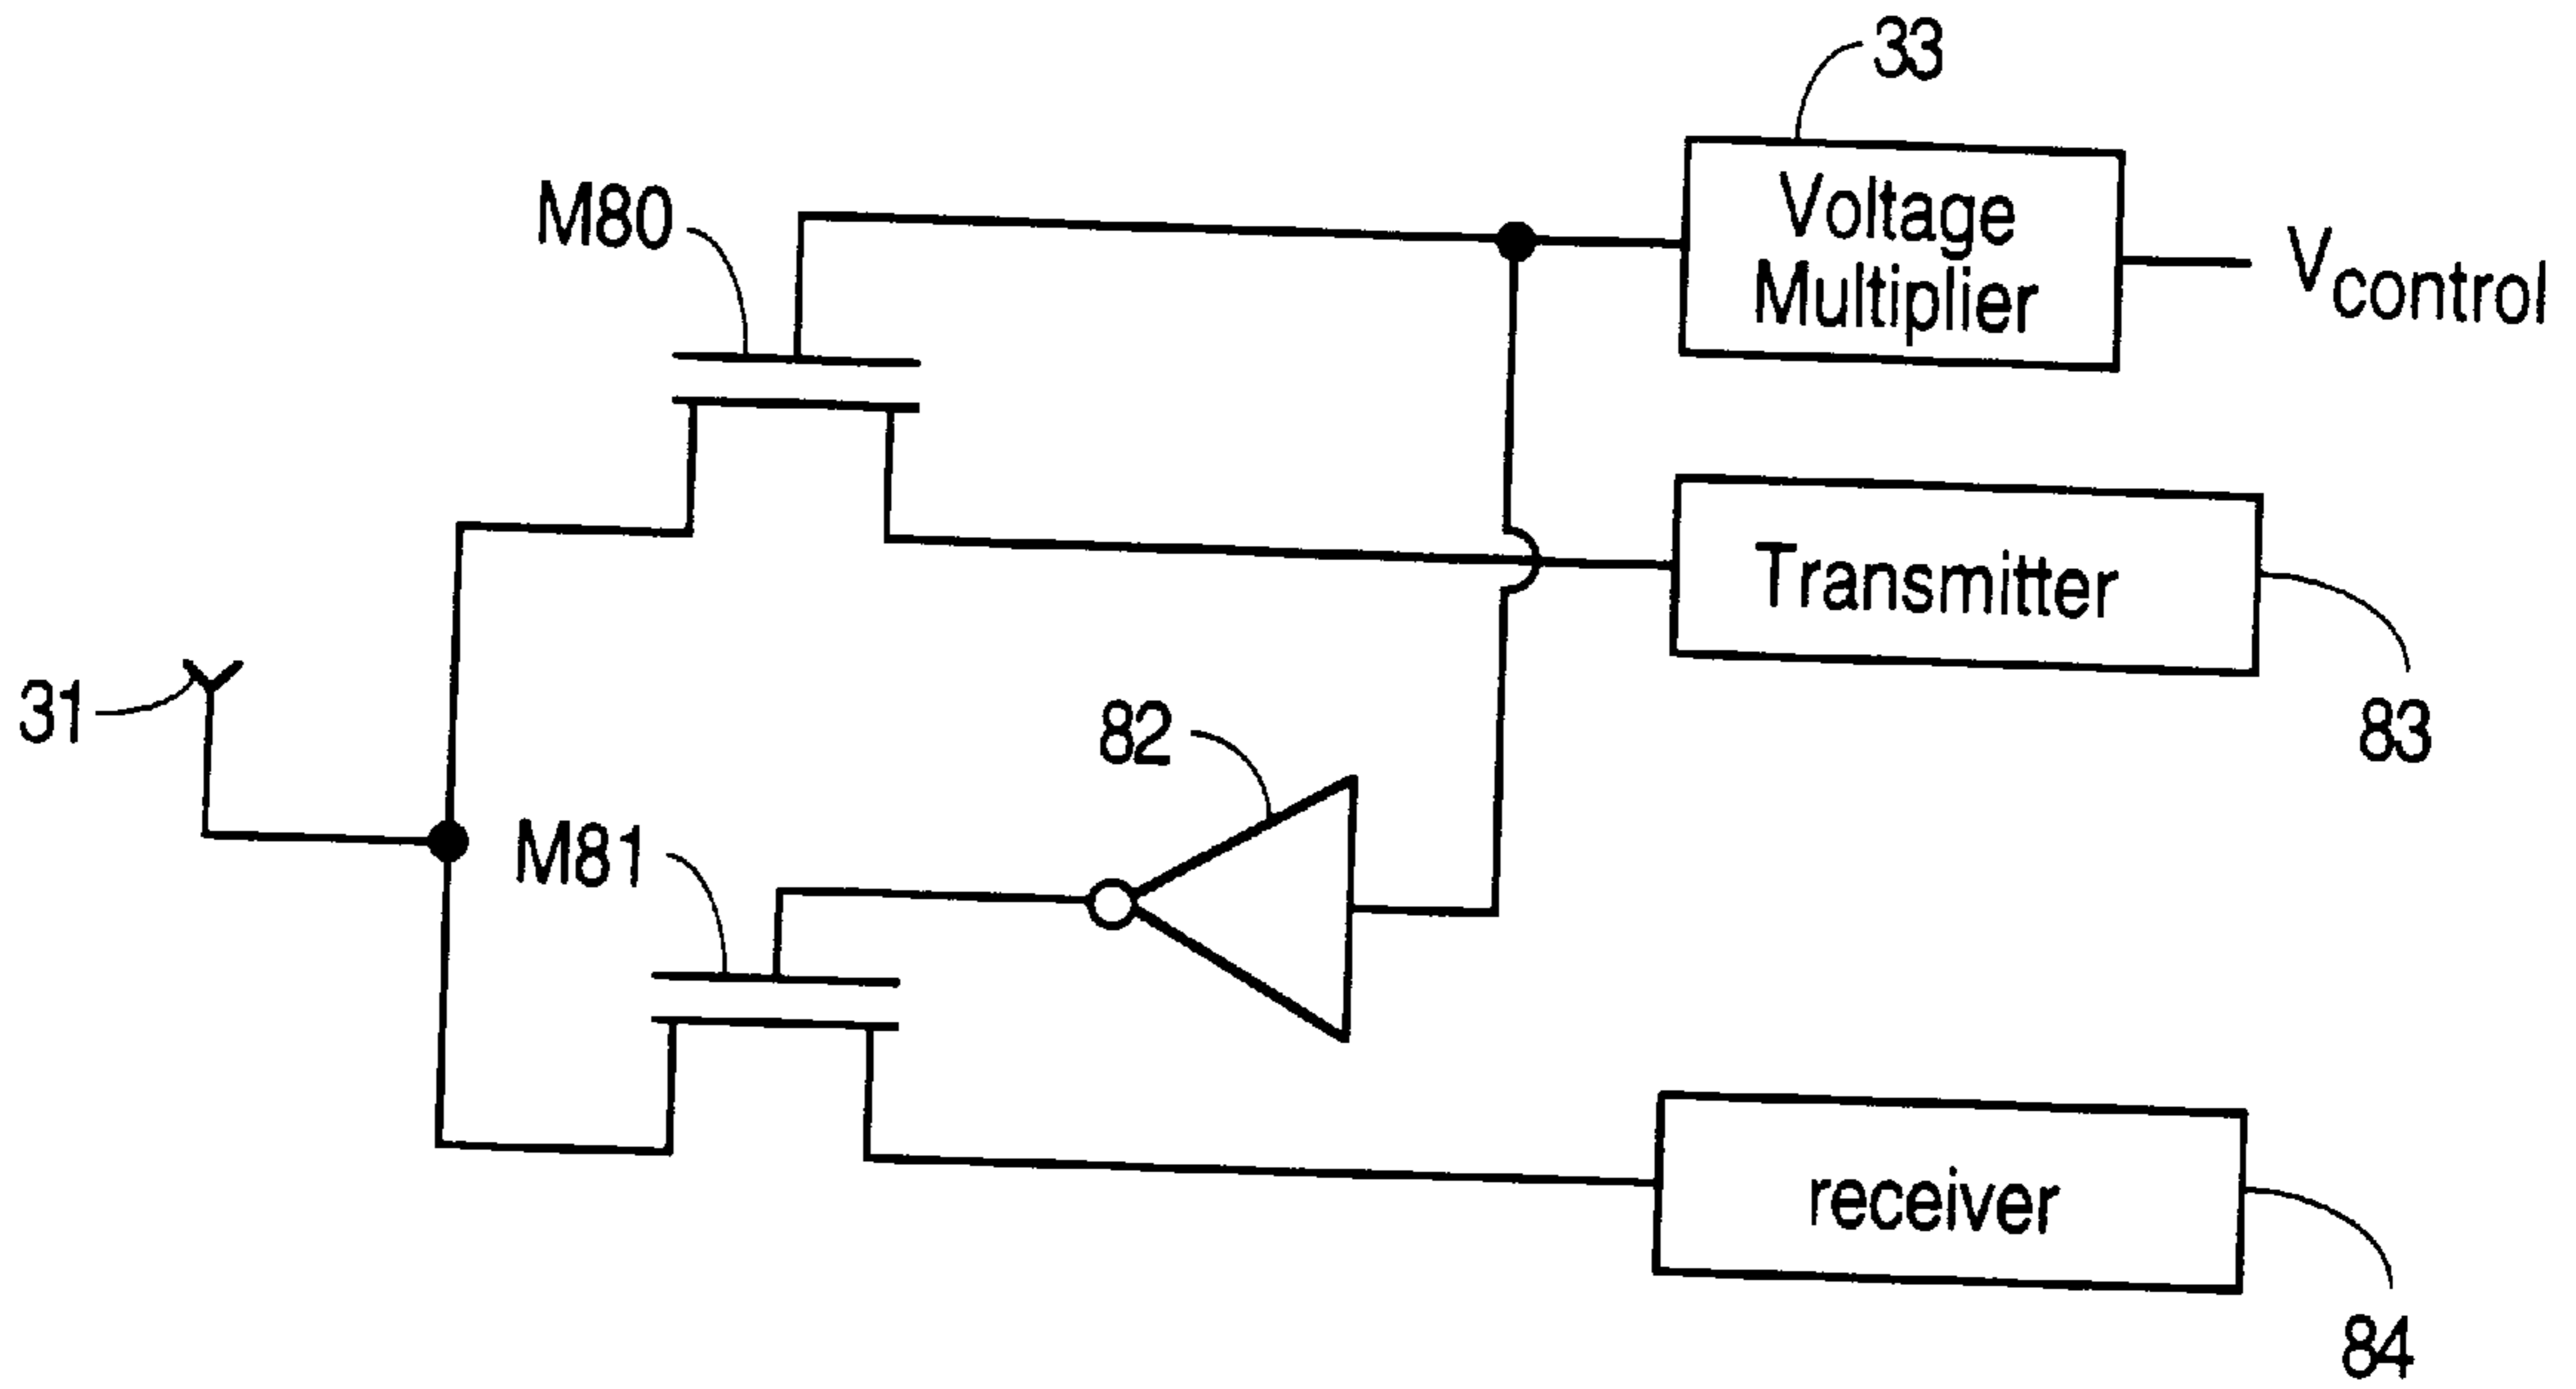 33
M80
Voltage
Multiplier
Vcontrol
Transmitter
31
82
83
M81
receiver
84